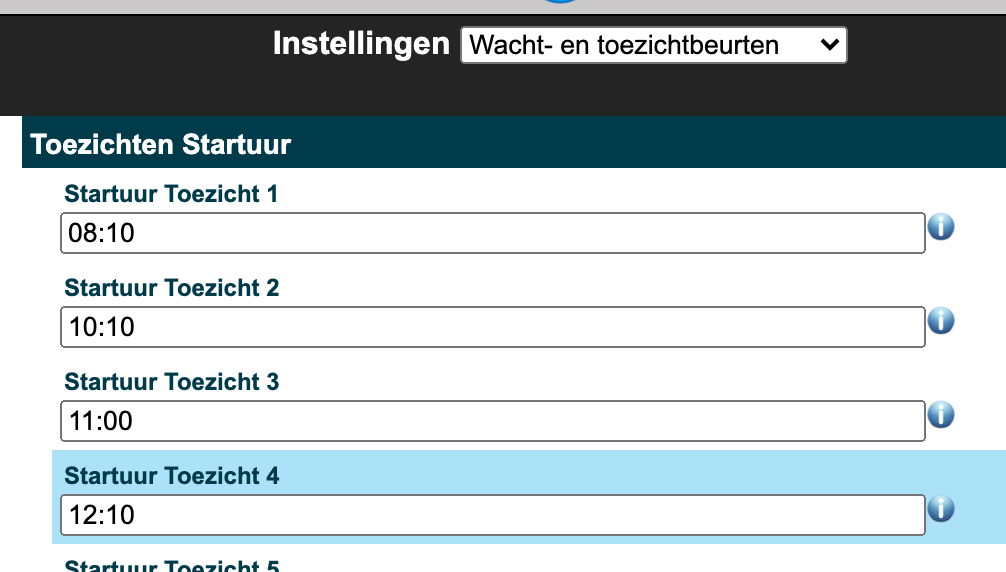 Instellingen Wacht- en toezichtbeurten
Toezichten Startuur
Startuur Toezicht 1
08:10
Startuur Toezicht 2
10:10
Startuur Toezicht 3
11:00
Startuur Toezicht 4
12:10
Startuur Toezicht 5